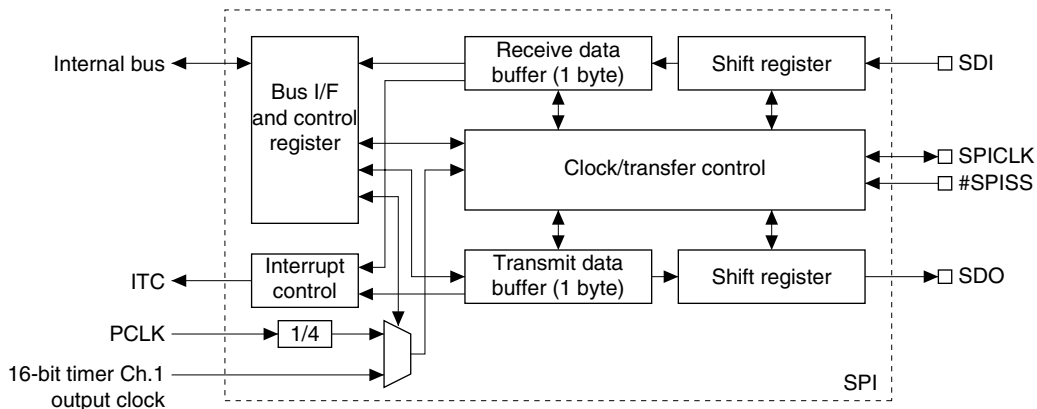 Internal bus
Bus I/F
and control
register
Receive data
buffer (1 byte)
Shift register
SDI
Clock/transfer control
SPICLK
#SPISS
ITC
Interrupt
control
Transmit data
buffer (1 byte)
Shift register
SDO
PCLK
1/4
16-bit timer Ch.1
output clock
SPI